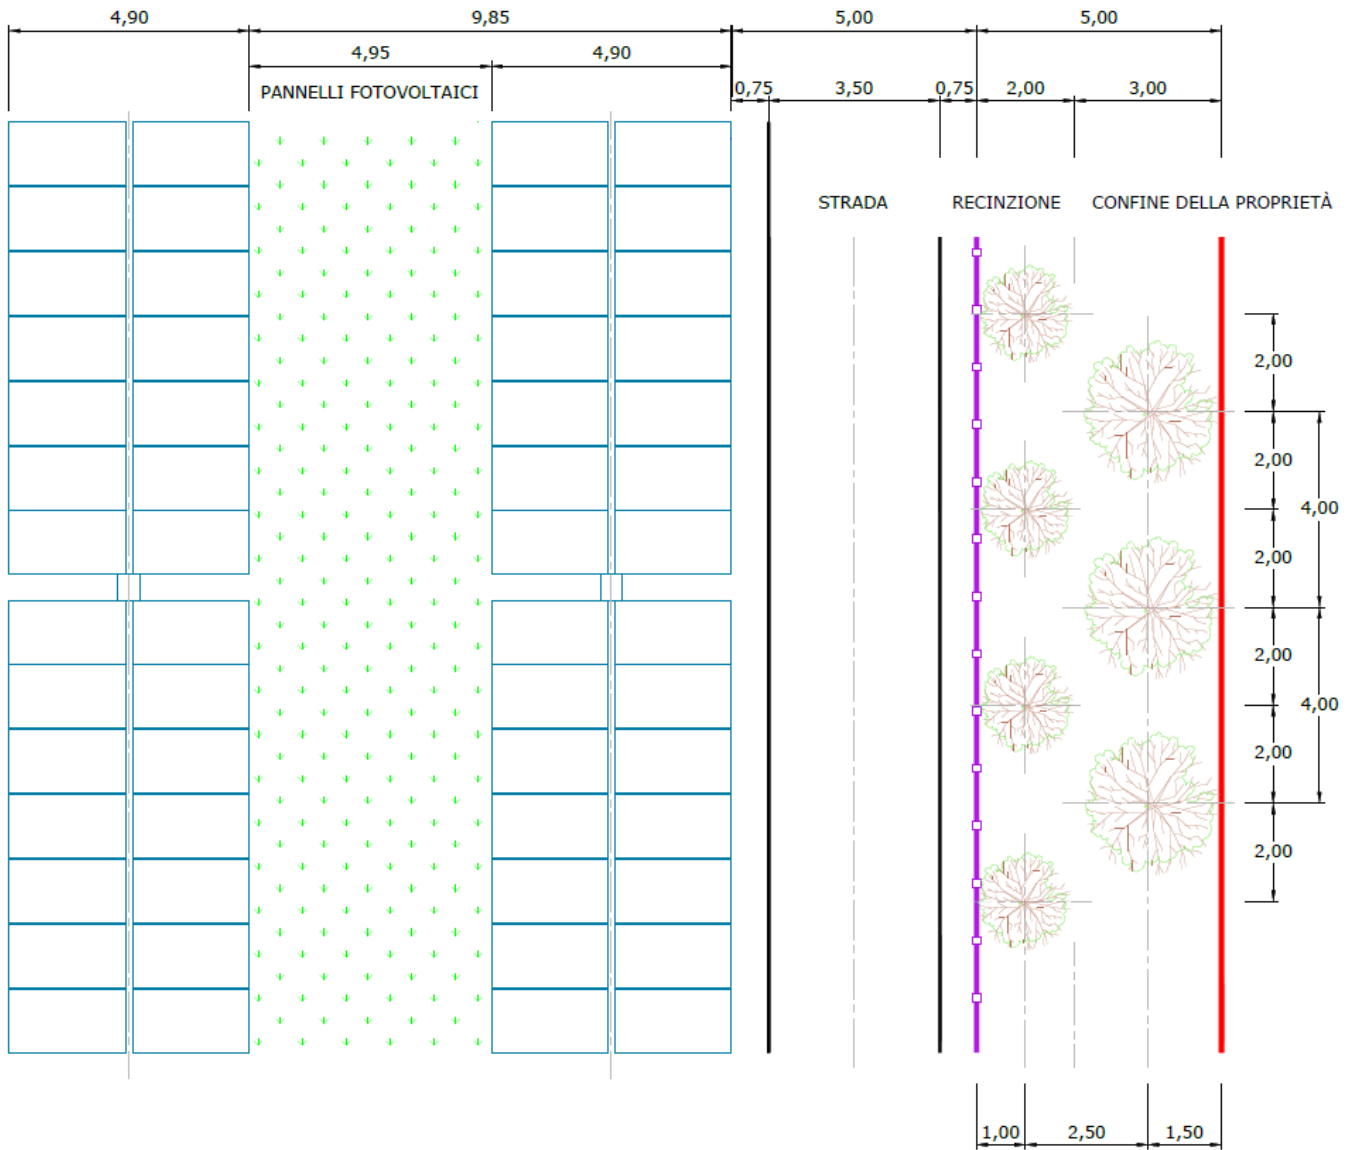 4,90 9,85 5,00 5,00
4,95 4,90
PANNELLI FOTOVOLTAICI 0,75 3,50 0,75 2,00 3,00
STRADA RECINZIONE CONFINE DELLA PROPRIETÀ
2,00
2,00
4,00
2,00
2,00
4,00
2,00
2,00
1,00 2,50 1,50